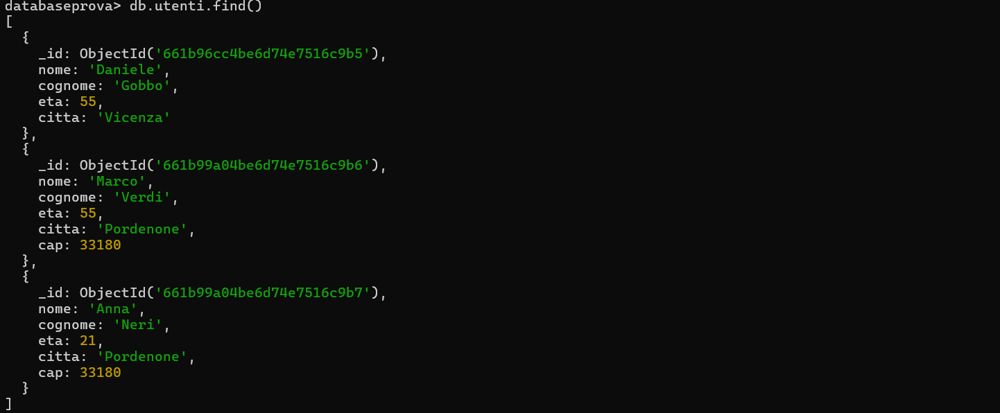 databaseprova> db.utenti.find()
[
  {
    _id: ObjectId('661b96cc4be6d74e7516c9b5'),
    nome: 'Daniele',
    cognome: 'Gobbo',
    eta: 55,
    citta: 'Vicenza'
  },
  {
    _id: ObjectId('661b99a04be6d74e7516c9b6'),
    nome: 'Marco',
    cognome: 'Verdi',
    eta: 55,
    citta: 'Pordenone',
    cap: 33180
  },
  {
    _id: ObjectId('661b99a04be6d74e7516c9b7'),
    nome: 'Anna',
    cognome: 'Neri',
    eta: 21,
    citta: 'Pordenone',
    cap: 33180
  }
]